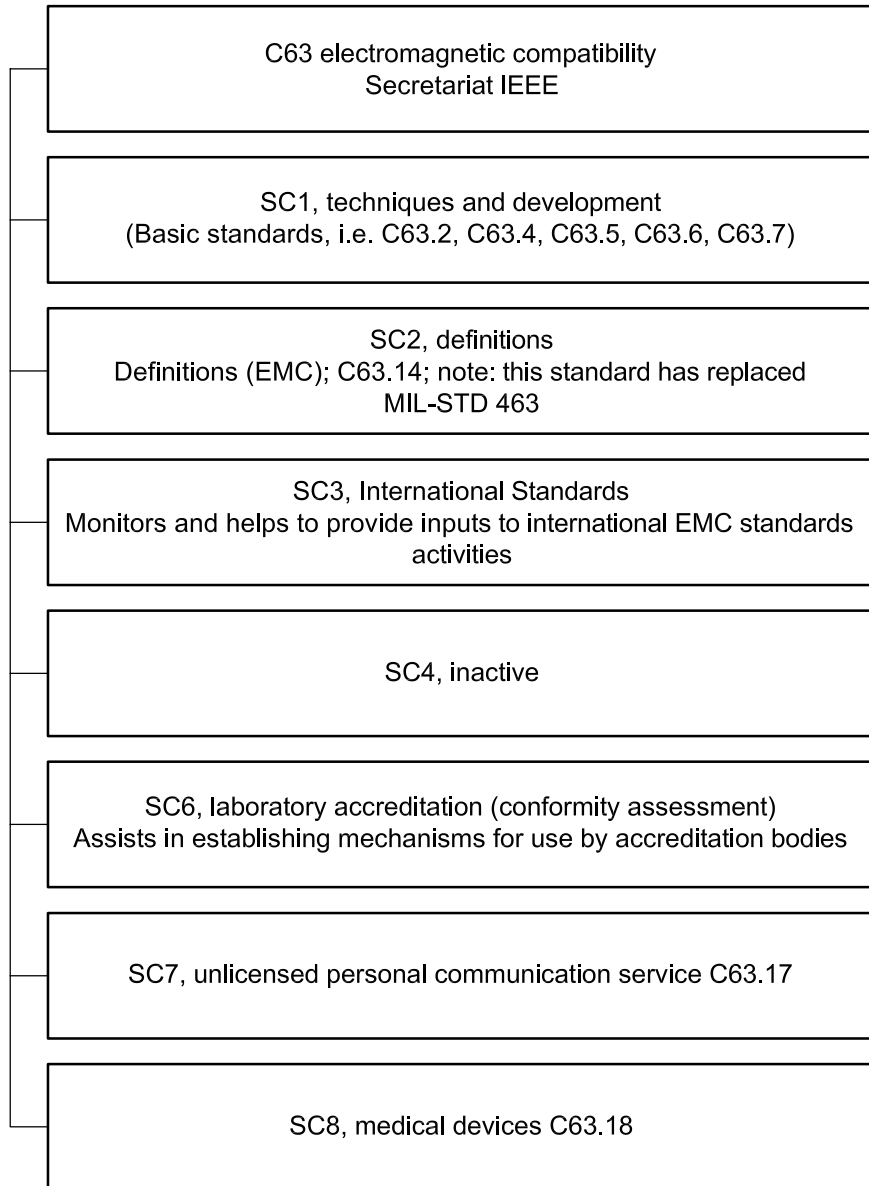 C63 electromagnetic compatibility
Secretariat IEEE
SC1, techniques and development
(Basic standards, i.e. C63.2, C63.4, C63.5, C63.6, C63.7)
SC2, definitions
Definitions (EMC); C63.14; note: this standard has replaced
MIL-STD 463
SC3, International Standards
Monitors and helps to provide inputs to international EMC standards
activities
SC4, inactive
SC6, laboratory accreditation (conformity assessment)
Assists in establishing mechanisms for use by accreditation bodies
SC7, unlicensed personal communication service C63.17
SC8, medical devices C63.18